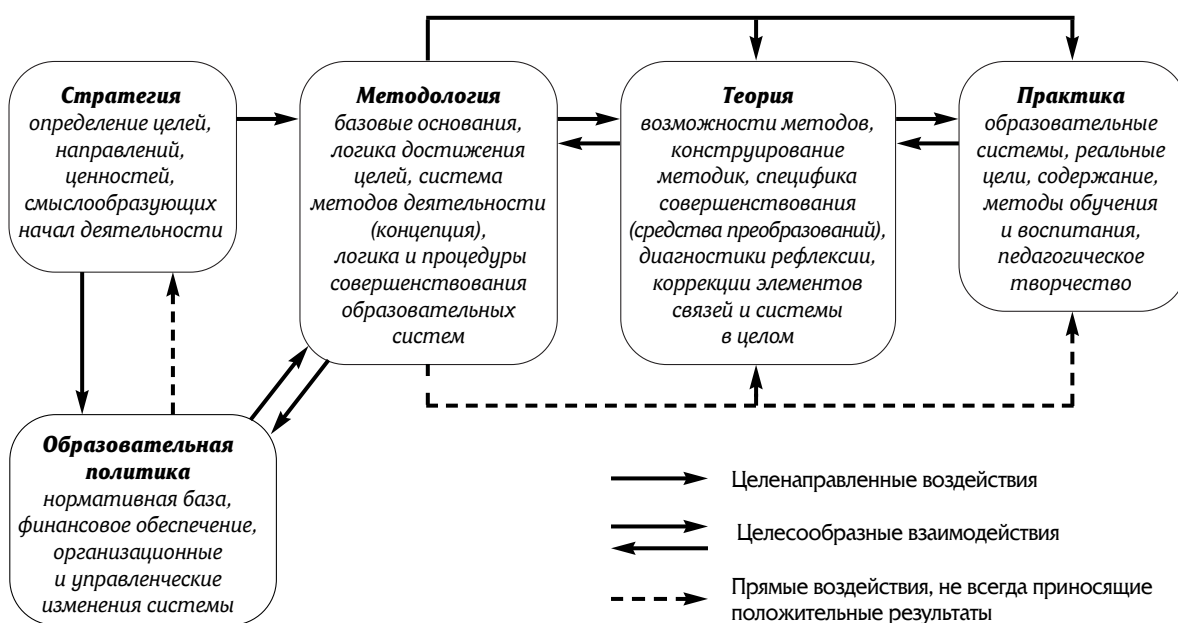 Стратегия
определение целей,
направлений,
ценностей,
смыслообразующих
начал деятельности
Методология
базовые основания,
логика достижения
целей, система
методов деятельности
(концепция),
логика и процедуры
совершенствования
образовательных
систем
Теория
возможности методов,
конструирование
методик, специфика
совершенствования
(средства преобразований),
диагностики рефлексии,
коррекции элементов
связей и системы
в целом
Практика
образовательные
системы, реальные
цели, содержание,
методы обучения
и воспитания,
педагогическое
творчество
Образовательная
политика
нормативная база,
финансовое обеспечение,
организационные
и управленческие
изменения системы
Целенаправленные воздействия
Целесообразные взаимодействия
Прямые воздействия, не всегда приносящие
положительные результаты